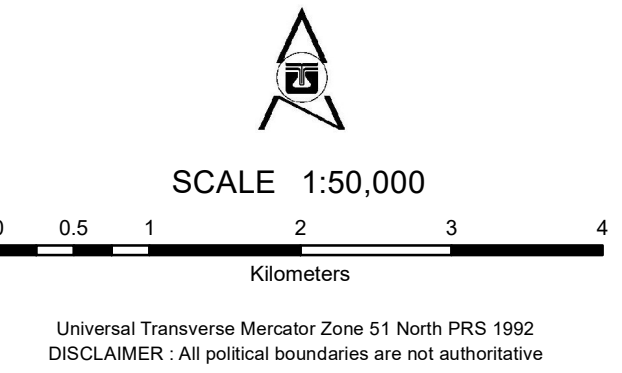 SCALE 1:50,000
0 0.5 1 2 3 4
Kilometers
Universal Transverse Mercator Zone 51 North PRS 1992
DISCLAIMER : All political boundaries are not authoritative